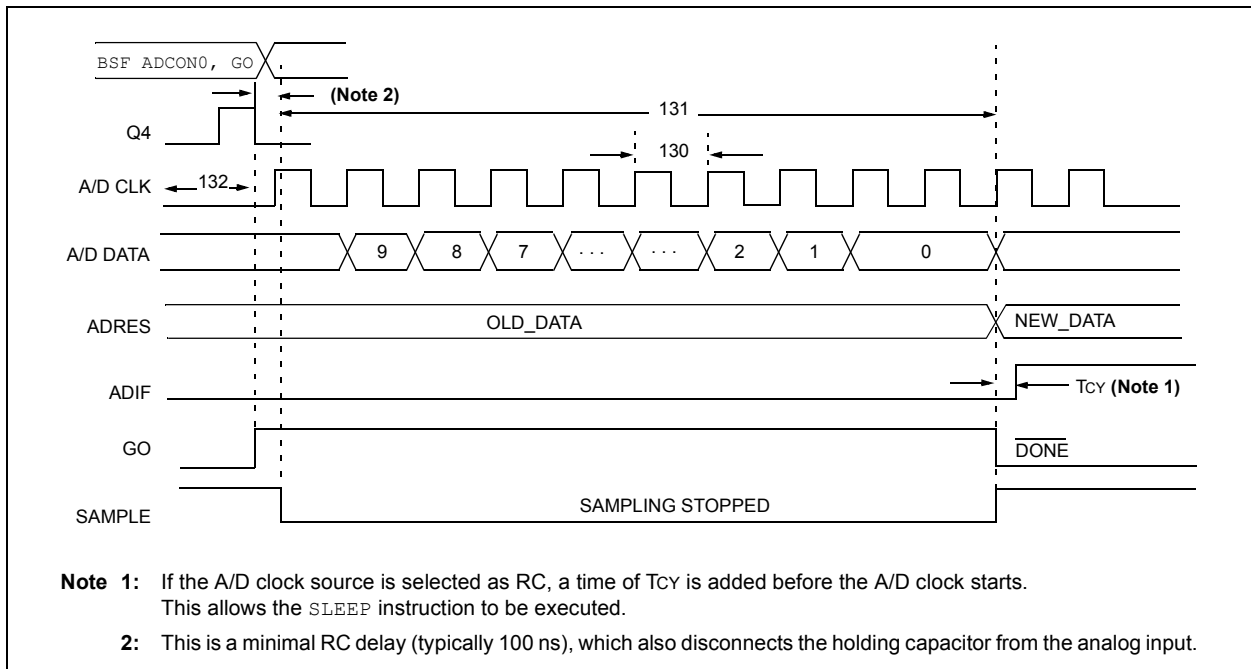 BSF ADCON0, GO
(Note 2)
131
Q4
130
A/D CLK
132
A/D DATA
9 8 7 . . . . . . 2 1 0
ADRES
OLD_DATA
NEW_DATA
ADIF
TCY (Note 1)
GO
DONE
SAMPLE
SAMPLING STOPPED
Note 1: If the A/D clock source is selected as RC, a time of TCY is added before the A/D clock starts.
This allows the SLEEP instruction to be executed.
2: This is a minimal RC delay (typically 100 ns), which also disconnects the holding capacitor from the analog input.